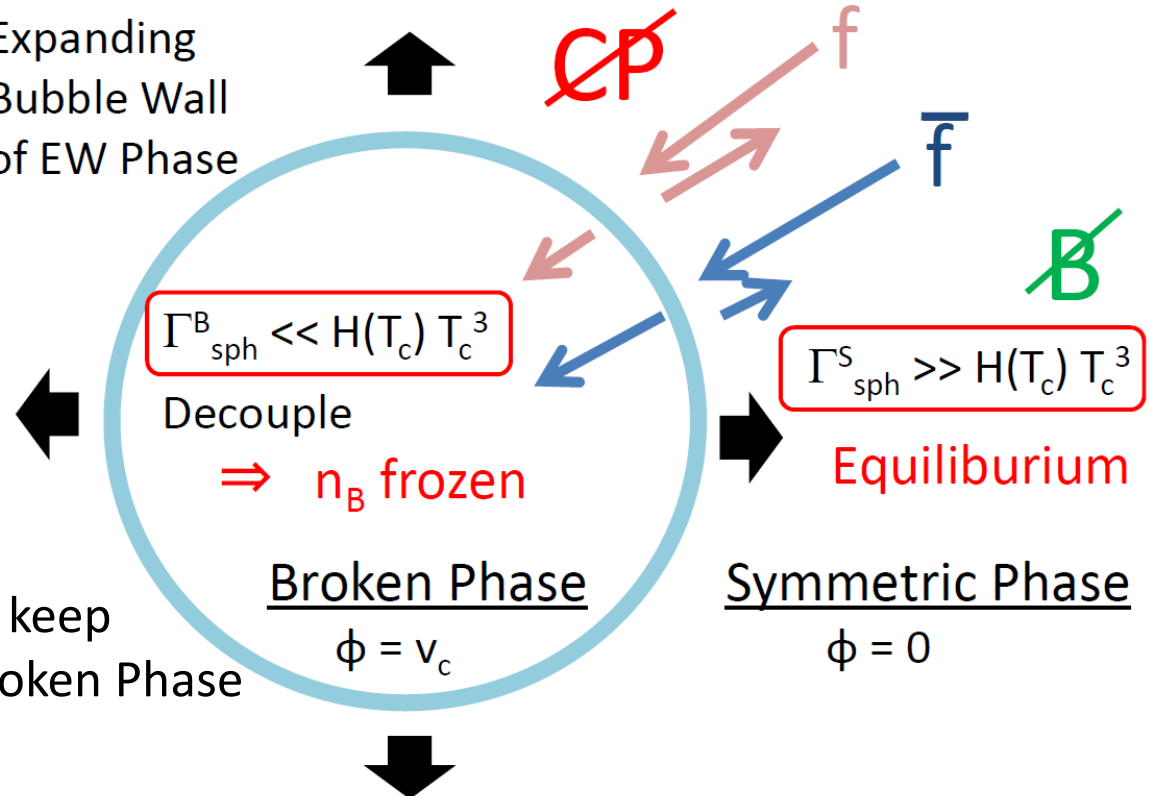 Expanding
Bubble Wall
of EW Phase
CP
f
f̅
B
Γ^B_sph << H(T_c) T_c^3
Γ^S_sph >> H(T_c) T_c^3
Decouple
⇒ n_B frozen
Equiliburium
Broken Phase
Symmetric Phase
ϕ = v_c
ϕ = 0
keep
oken Phase